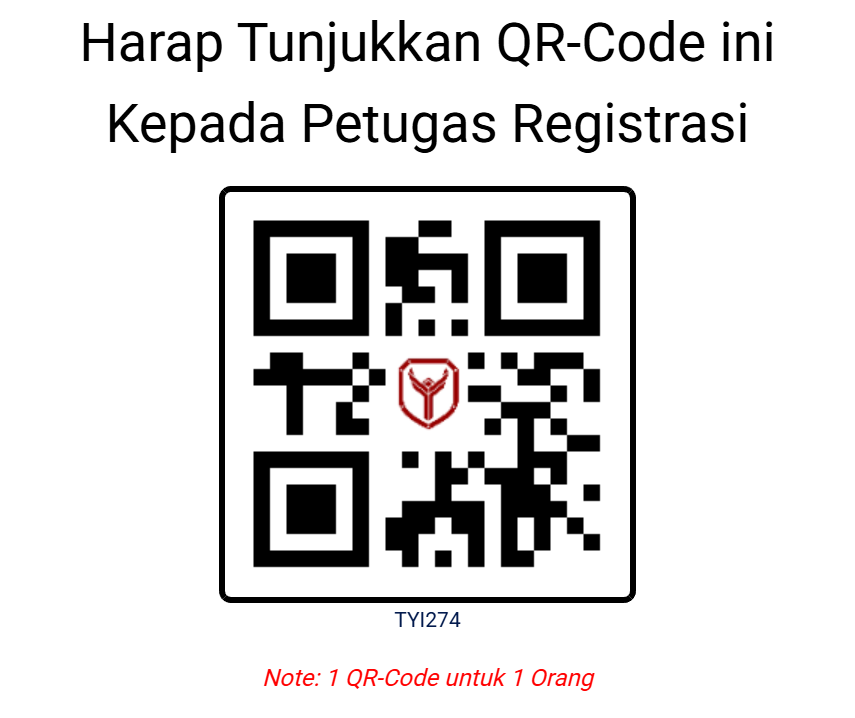 Harap Tunjukkan QR-Code ini
Kepada Petugas Registrasi
TYI274
Note: 1 QR-Code untuk 1 Orang